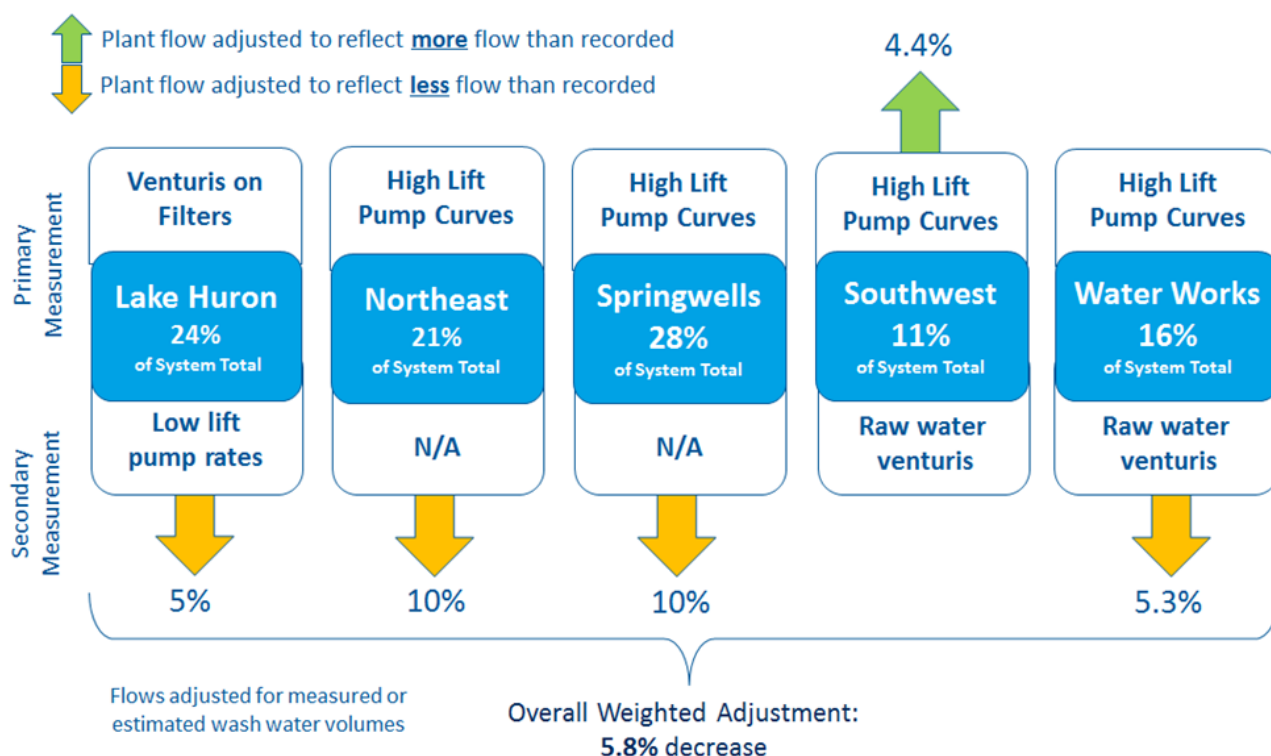 Plant flow adjusted to reflect more flow than recorded
Plant flow adjusted to reflect less flow than recorded
4.4%
Primary
Measurement
Venturis on
Filters
High Lift
Pump Curves
High Lift
Pump Curves
High Lift
Pump Curves
High Lift
Pump Curves
Lake Huron
24%
of System Total
Northeast
21%
of System Total
Springwells
28%
of System Total
Southwest
11%
of System Total
Water Works
16%
of System Total
Secondary
Measurement
Low lift
pump rates
N/A
N/A
Raw water
venturis
Raw water
venturis
5%
10%
10%
5.3%
Flows adjusted for measured or
estimated wash water volumes
Overall Weighted Adjustment:
5.8% decrease